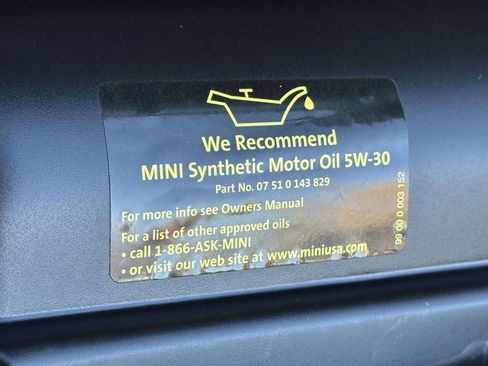 We Recommend
MINI Synthetic Motor Oil 5W-30
Part No. 07 51 0 143 829
For more info see Owners Manual
For a list of other approved oils
• call 1-866-ASK-MINI
• or visit our web site at www.miniusa.com
99 00 0 003 152